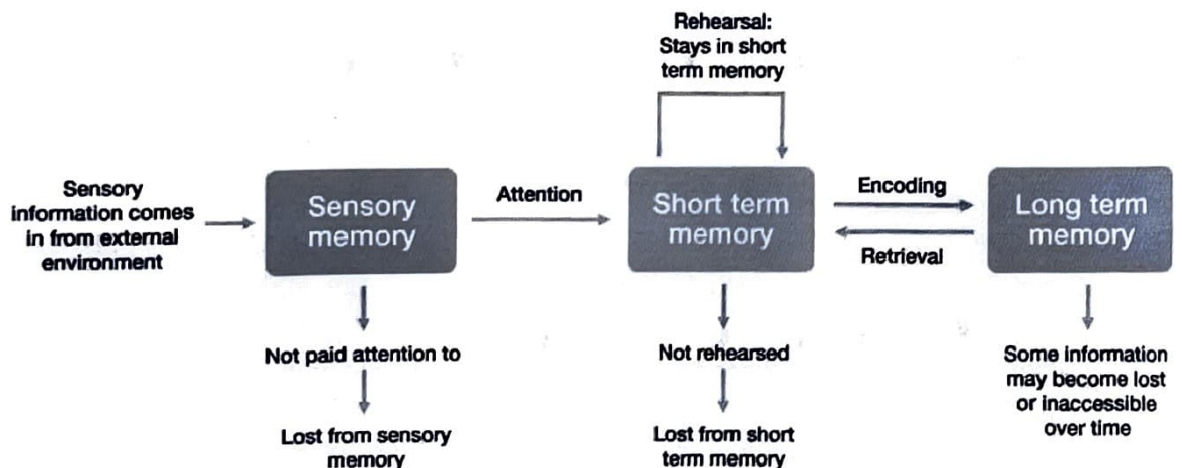 Rehearsal:
Stays in short
term memory
Sensory
information comes
in from external
environment
Sensory
memory
Attention
Short term
memory
Encoding
Retrieval
Long term
memory
Not paid attention to
Lost from sensory
memory
Not rehearsed
Lost from short
term memory
Some information
may become lost
or inaccessible
over time